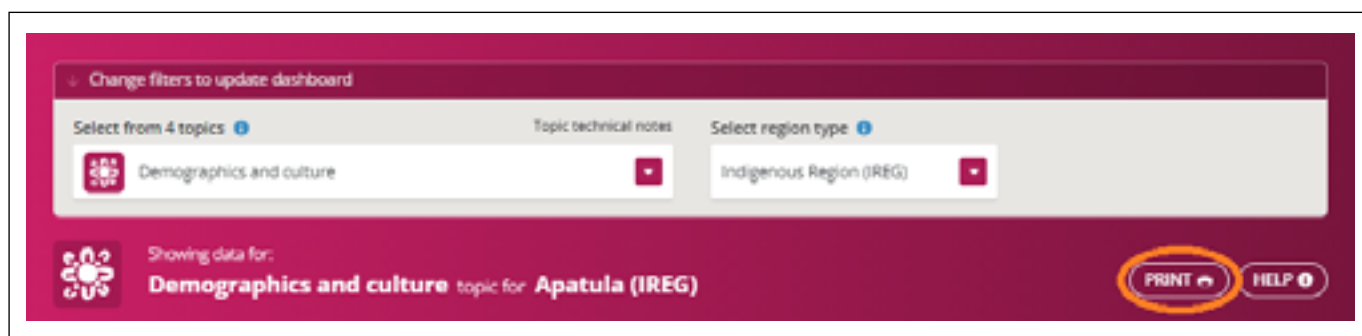 Change filters to update dashboard
Select from 4 topics Topic technical notes Select region type
Demographics and culture Indigenous Region (IREG)
Showing data for:
Demographics and culture topic for Apatula (IREG)
PRINT HELP